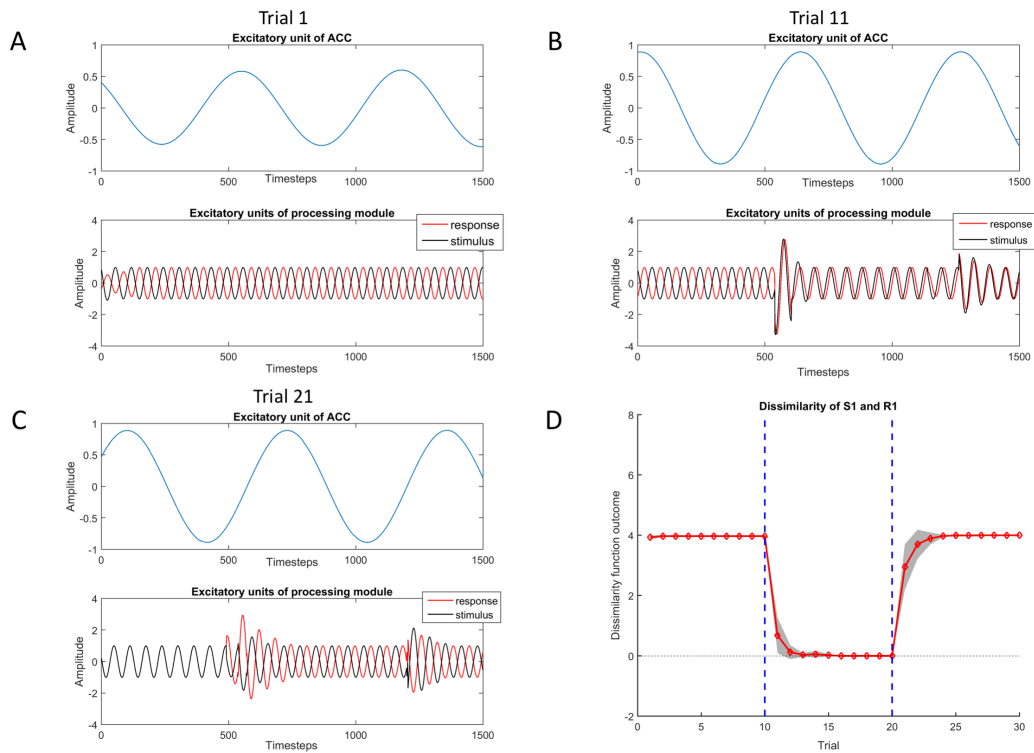 Trial 1
A
Excitatory unit of ACC
1
0.5
0
-0.5
-1
Amplitude
0 500 1000 1500
Timesteps
Excitatory units of processing module
4
2
0
-2
-4
Amplitude
response
stimulus
0 500 1000 1500
Timesteps
Trial 11
B
Excitatory unit of ACC
1
0.5
0
-0.5
-1
Amplitude
0 500 1000 1500
Timesteps
Excitatory units of processing module
4
2
0
-2
-4
Amplitude
response
stimulus
0 500 1000 1500
Timesteps
Trial 21
C
Excitatory unit of ACC
1
0.5
0
-0.5
-1
Amplitude
0 500 1000 1500
Timesteps
Excitatory units of processing module
4
2
0
-2
-4
Amplitude
response
stimulus
0 500 1000 1500
Timesteps
D
Dissimilarity of S1 and R1
8
6
4
2
0
-2
Dissimilarity function outcome
0 5 10 15 20 25 30
Trial